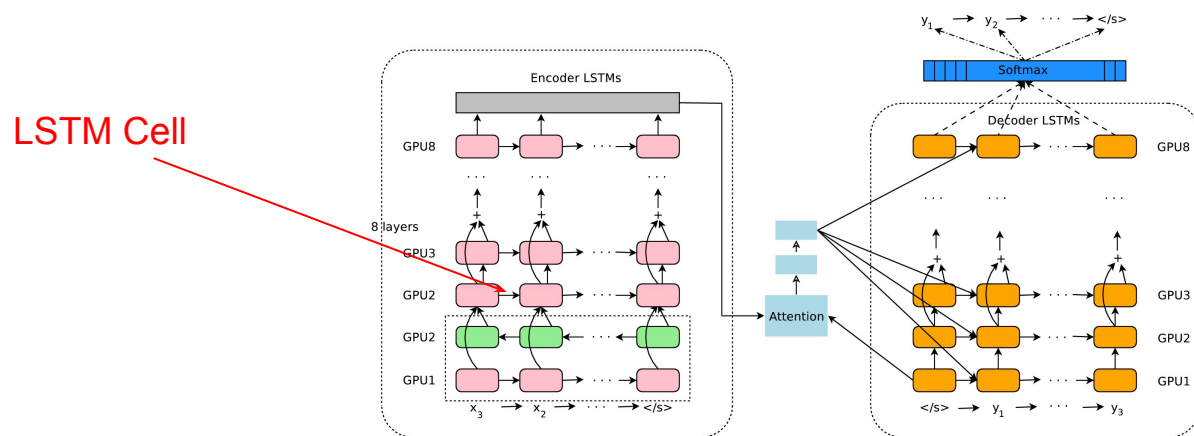 y1 y2 · · · </s>
Softmax
Encoder LSTMs
Decoder LSTMs
LSTM Cell
GPU8
GPU8
· · ·
· · ·
· · ·
· · ·
+ + +
8 layers
GPU3
+ + +
GPU2
GPU3
Attention
GPU2
GPU2
GPU1
GPU1
x3 x2 · · · </s>
</s> y1 · · · y3